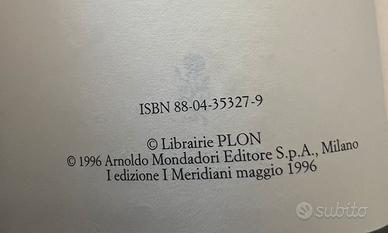 ISBN 88-04-35327-9
© Librairie PLON
© 1996 Arnoldo Mondadori Editore S.p.A., Milano
I edizione I Meridiani maggio 1996
subito